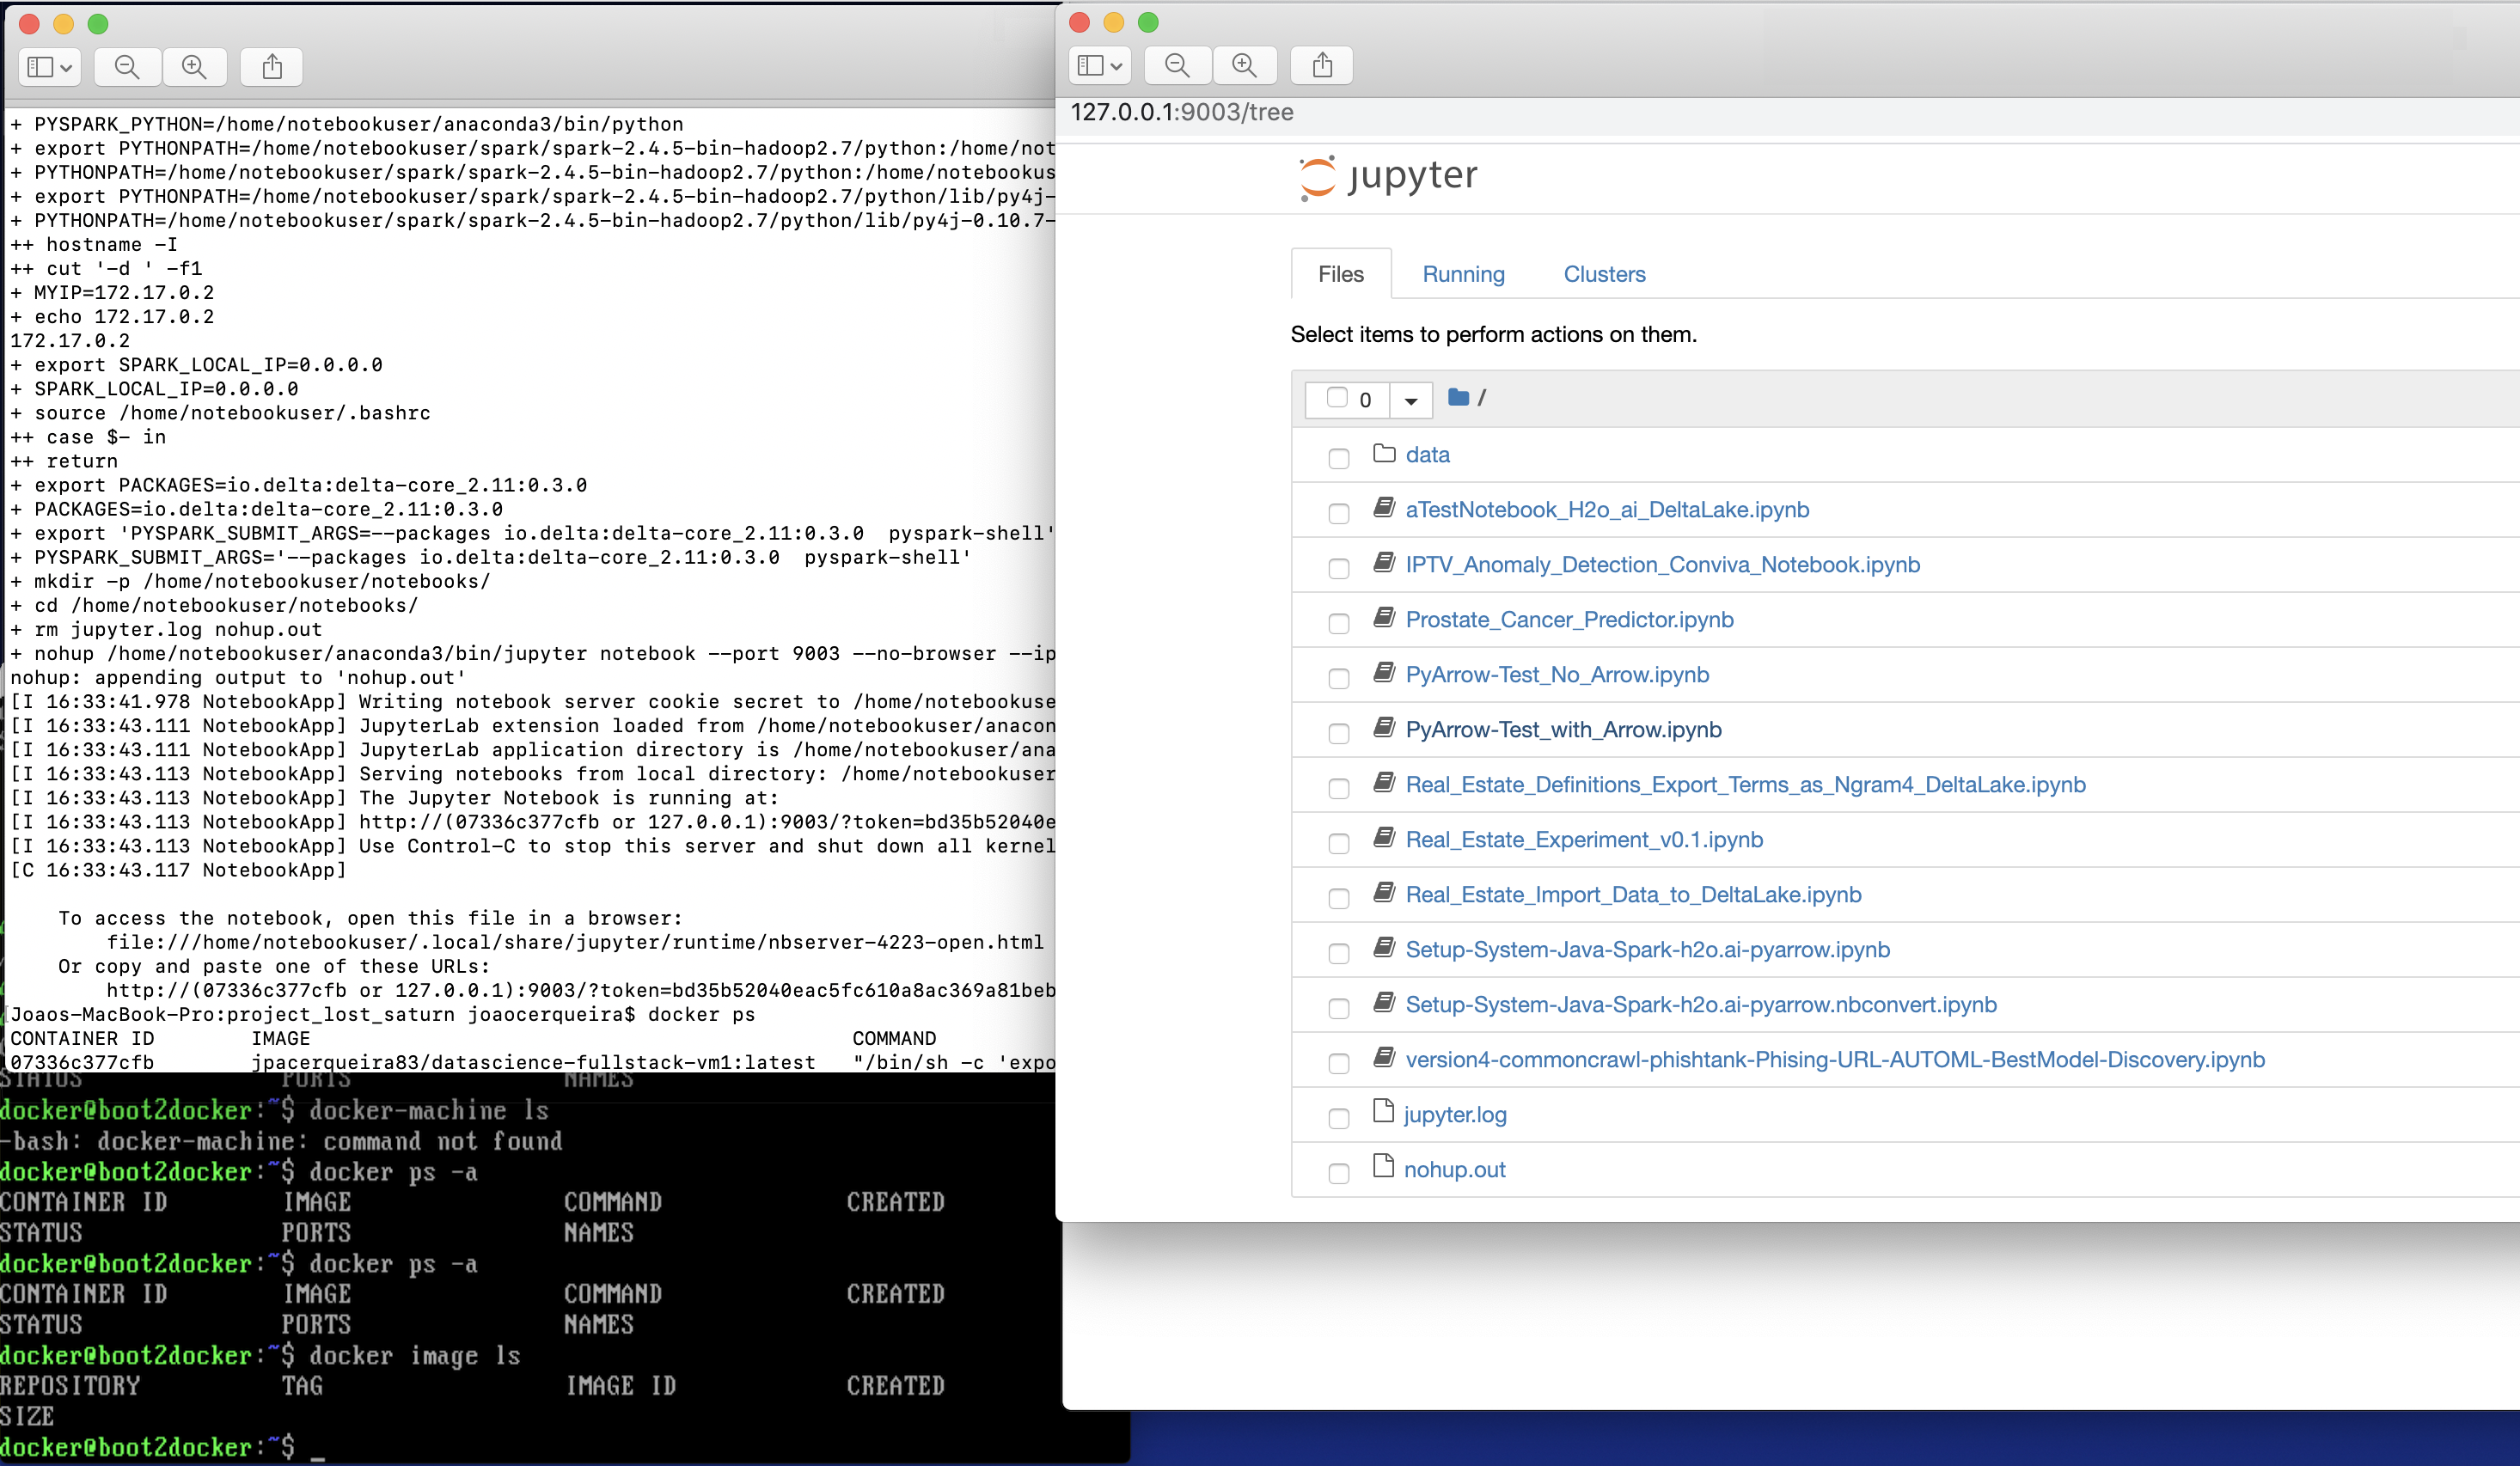 + PYSPARK_PYTHON=/home/notebookuser/anaconda3/bin/python
+ export PYTHONPATH=/home/notebookuser/spark/spark-2.4.5-bin-hadoop2.7/python:/home/not
+ PYTHONPATH=/home/notebookuser/spark/spark-2.4.5-bin-hadoop2.7/python:/home/notebookus
+ export PYTHONPATH=/home/notebookuser/spark/spark-2.4.5-bin-hadoop2.7/python/lib/py4j-
+ PYTHONPATH=/home/notebookuser/spark/spark-2.4.5-bin-hadoop2.7/python/lib/py4j-0.10.7-
++ hostname -I
++ cut '-d ' -f1
+ MYIP=172.17.0.2
+ echo 172.17.0.2
172.17.0.2
+ export SPARK_LOCAL_IP=0.0.0.0
+ SPARK_LOCAL_IP=0.0.0.0
+ source /home/notebookuser/.bashrc
++ case $- in
++ return
+ export PACKAGES=io.delta:delta-core_2.11:0.3.0
+ PACKAGES=io.delta:delta-core_2.11:0.3.0
+ export 'PYSPARK_SUBMIT_ARGS=--packages io.delta:delta-core_2.11:0.3.0  pyspark-shell'
+ PYSPARK_SUBMIT_ARGS='--packages io.delta:delta-core_2.11:0.3.0  pyspark-shell'
+ mkdir -p /home/notebookuser/notebooks/
+ cd /home/notebookuser/notebooks/
+ rm jupyter.log nohup.out
+ nohup /home/notebookuser/anaconda3/bin/jupyter notebook --port 9003 --no-browser --ip
nohup: appending output to 'nohup.out'
[I 16:33:41.978 NotebookApp] Writing notebook server cookie secret to /home/notebookuse
[I 16:33:43.111 NotebookApp] JupyterLab extension loaded from /home/notebookuser/anacon
[I 16:33:43.111 NotebookApp] JupyterLab application directory is /home/notebookuser/ana
[I 16:33:43.113 NotebookApp] Serving notebooks from local directory: /home/notebookuser
[I 16:33:43.113 NotebookApp] The Jupyter Notebook is running at:
[I 16:33:43.113 NotebookApp] http://(07336c377cfb or 127.0.0.1):9003/?token=bd35b52040e
[I 16:33:43.113 NotebookApp] Use Control-C to stop this server and shut down all kernel
[C 16:33:43.117 NotebookApp]
To access the notebook, open this file in a browser:
file:///home/notebookuser/.local/share/jupyter/runtime/nbserver-4223-open.html
Or copy and paste one of these URLs:
http://(07336c377cfb or 127.0.0.1):9003/?token=bd35b52040eac5fc610a8ac369a81beb
[Joaos-MacBook-Pro:project_lost_saturn joaocerqueira$ docker ps
CONTAINER ID IMAGE COMMAND
07336c377cfb jpacerqueira83/datascience-fullstack-vm1:latest "/bin/sh -c 'expo
STATUS PORTS NAMES
docker@boot2docker:~$ docker-machine ls
-bash: docker-machine: command not found
docker@boot2docker:~$ docker ps -a
CONTAINER ID IMAGE COMMAND CREATED
STATUS PORTS NAMES
docker@boot2docker:~$ docker ps -a
CONTAINER ID IMAGE COMMAND CREATED
STATUS PORTS NAMES
docker@boot2docker:~$ docker image ls
REPOSITORY TAG IMAGE ID CREATED
SIZE
docker@boot2docker:~$ _
127.0.0.1:9003/tree
jupyter
Files Running Clusters
Select items to perform actions on them.
0 /
data
aTestNotebook_H2o_ai_DeltaLake.ipynb
IPTV_Anomaly_Detection_Conviva_Notebook.ipynb
Prostate_Cancer_Predictor.ipynb
PyArrow-Test_No_Arrow.ipynb
PyArrow-Test_with_Arrow.ipynb
Real_Estate_Definitions_Export_Terms_as_Ngram4_DeltaLake.ipynb
Real_Estate_Experiment_v0.1.ipynb
Real_Estate_Import_Data_to_DeltaLake.ipynb
Setup-System-Java-Spark-h2o.ai-pyarrow.ipynb
Setup-System-Java-Spark-h2o.ai-pyarrow.nbconvert.ipynb
version4-commoncrawl-phishtank-Phising-URL-AUTOML-BestModel-Discovery.ipynb
jupyter.log
nohup.out